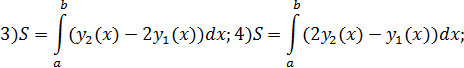 3) S = ∫_a^b (y₂(x) − 2y₁(x))dx; 4) S = ∫_a^b (2y₂(x) − y₁(x))dx;